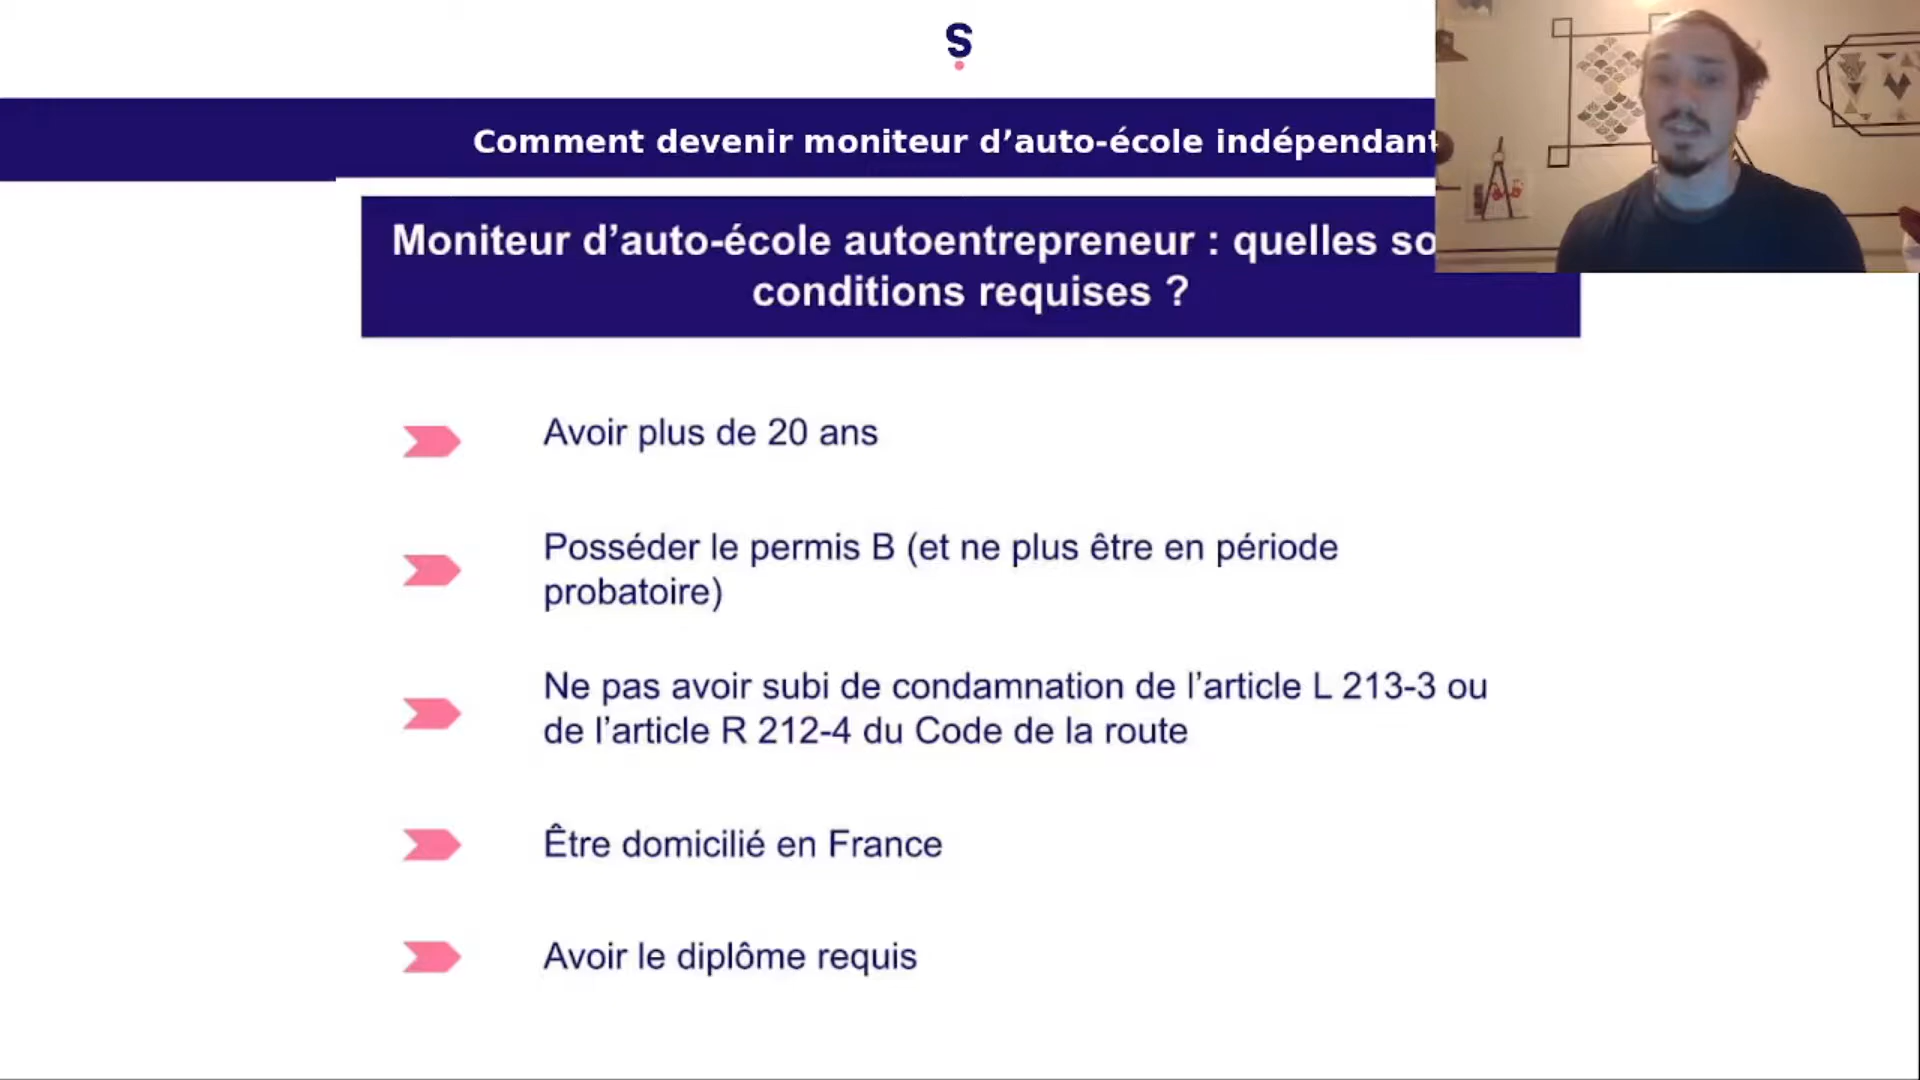 S
Comment devenir moniteur d’auto-école indépendant
Moniteur d’auto-école autoentrepreneur : quelles
conditions requises ?
Avoir plus de 20 ans
Posséder le permis B (et ne plus être en période
probatoire)
Ne pas avoir subi de condamnation de l’article L 213-3 ou
de l’article R 212-4 du Code de la route
Être domicilié en France
Avoir le diplôme requis